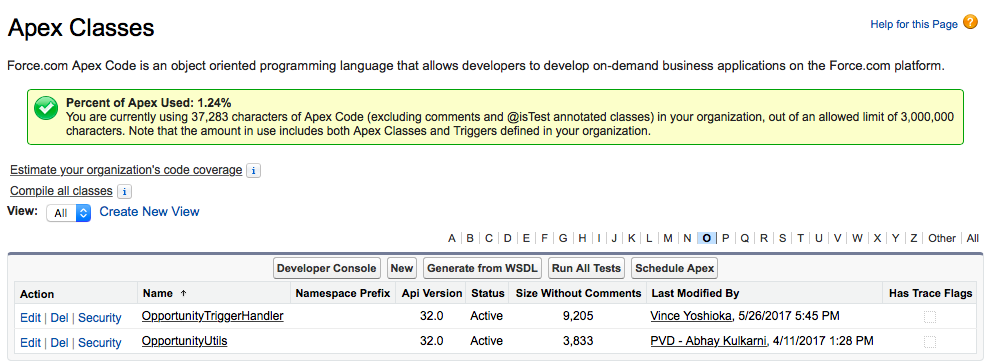 Apex Classes
Help for this Page ?
Force.com Apex Code is an object oriented programming language that allows developers to develop on-demand business applications on the Force.com platform.
Percent of Apex Used: 1.24%
You are currently using 37,283 characters of Apex Code (excluding comments and @isTest annotated classes) in your organization, out of an allowed limit of 3,000,000
characters. Note that the amount in use includes both Apex Classes and Triggers defined in your organization.
Estimate your organization's code coverage i
Compile all classes i
View: All Create New View
A | B | C | D | E | F | G | H | I | J | K | L | M | N | O | P | Q | R | S | T | U | V | W | X | Y | Z | Other | All
Developer Console New Generate from WSDL Run All Tests Schedule Apex
Action Name ↑ Namespace Prefix Api Version Status Size Without Comments Last Modified By Has Trace Flags
Edit | Del | Security OpportunityTriggerHandler 32.0 Active 9,205 Vince Yoshioka, 5/26/2017 5:45 PM
Edit | Del | Security OpportunityUtils 32.0 Active 3,833 PVD - Abhay Kulkarni, 4/11/2017 1:28 PM